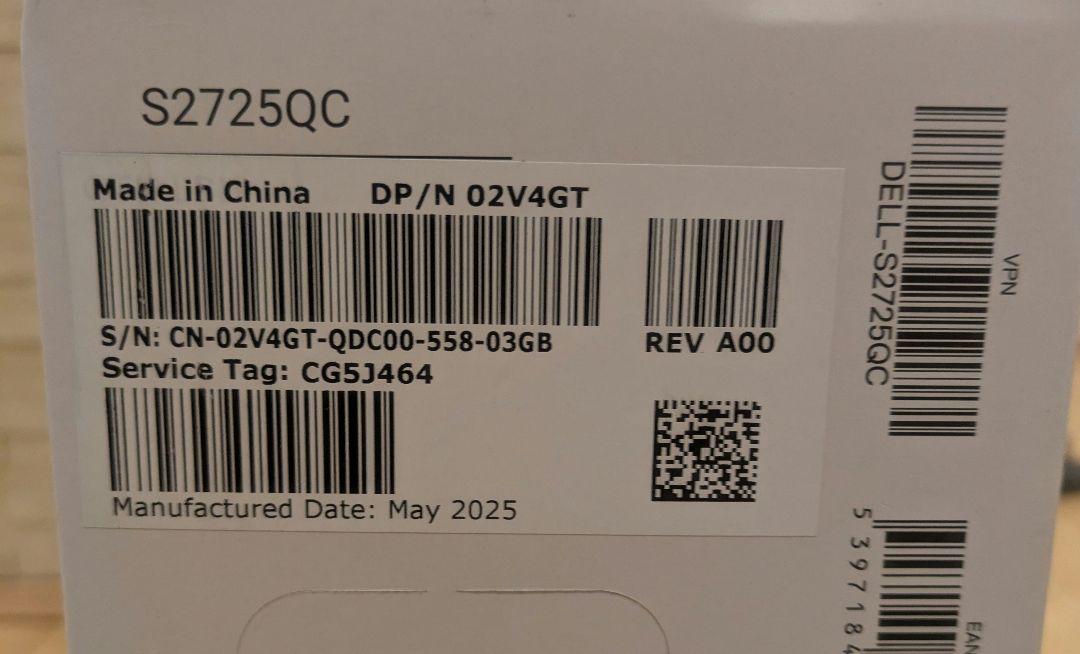 S2725QC
Made in China DP/N 02V4GT
S/N: CN-02V4GT-QDC00-558-03GB
REV A00
Service Tag: CG5J464
Manufactured Date: May 2025
DELL-S2725QC
VPN
5 397184
EAN